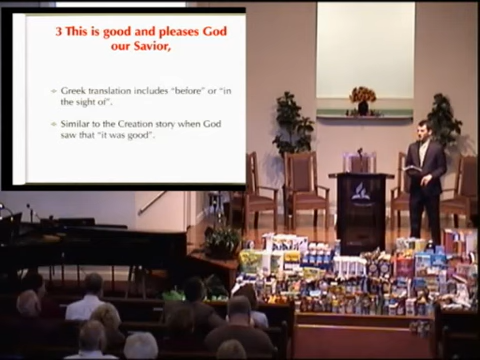 3 This is good and pleases God
our Savior,
Greek translation includes "before" or "in
the sight of".
Similar to the Creation story when God
saw that "it was good".